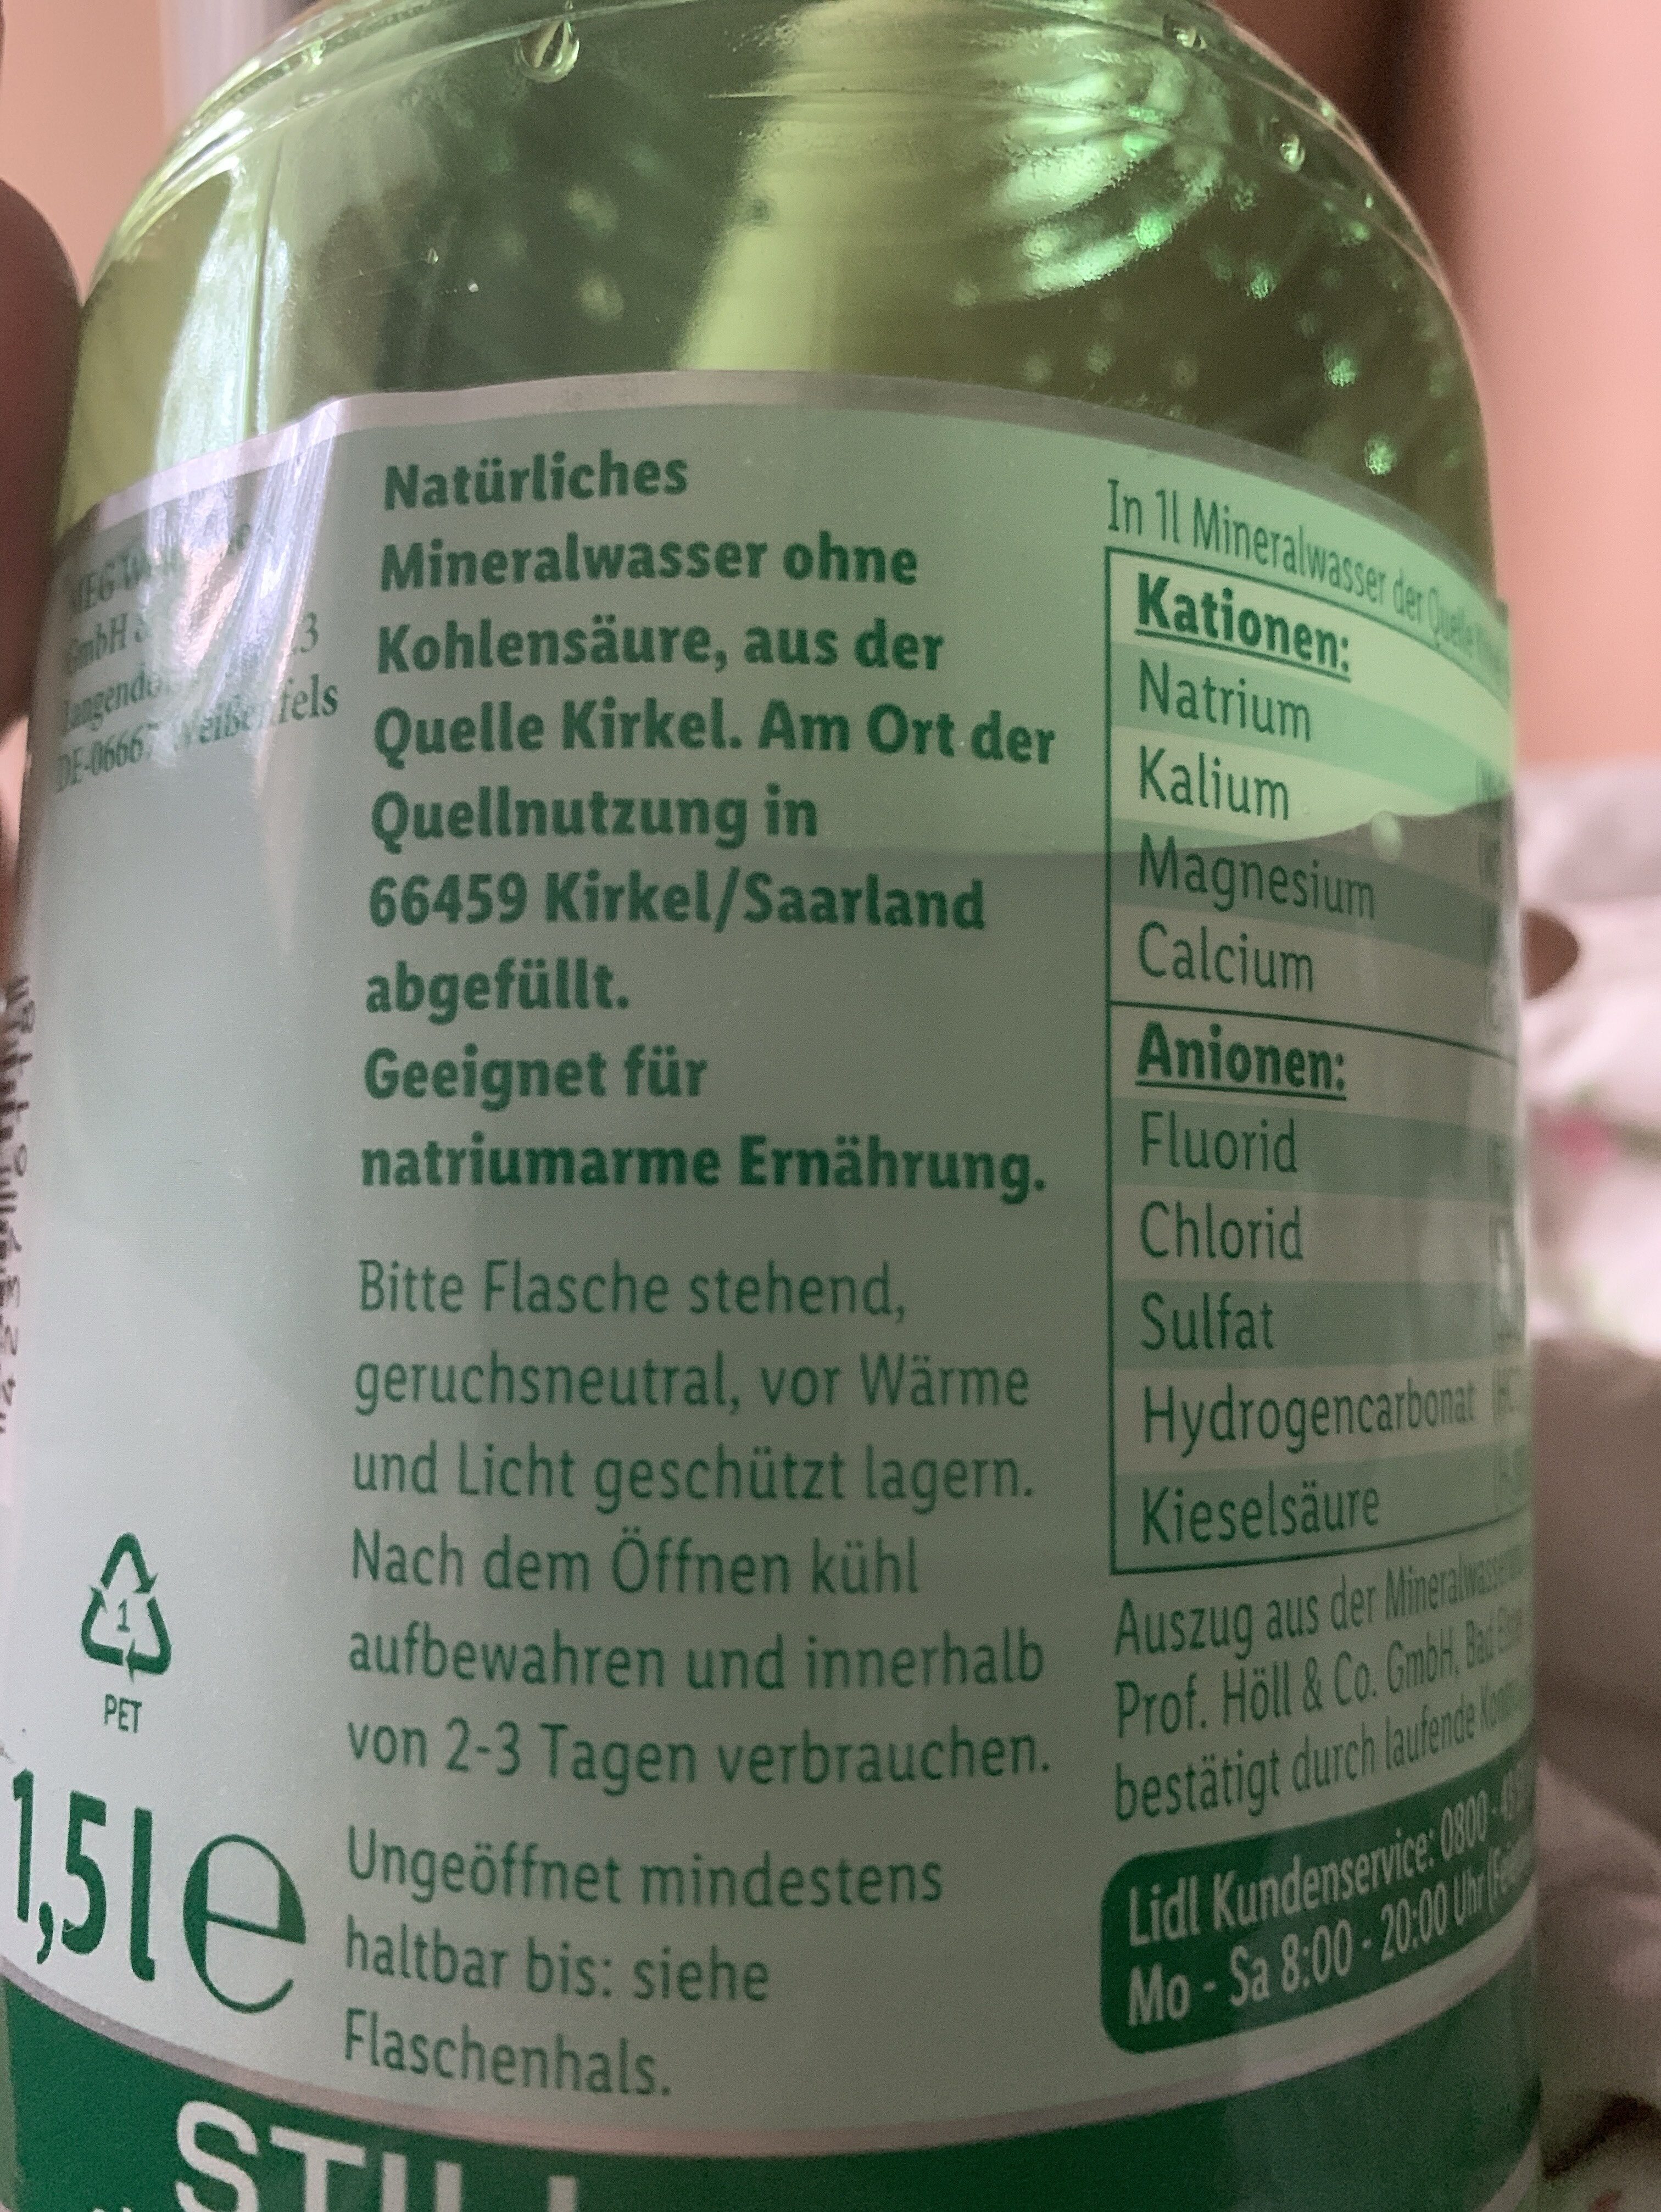 GmbH
DE-06667 Weißenfels
1
PET
1,5l e
Natürliches
Mineralwasser ohne
Kohlensäure, aus der
Quelle Kirkel. Am Ort der
Quellnutzung in
66459 Kirkel/Saarland
abgefüllt.
Geeignet für
natriumarme Ernährung.
Bitte Flasche stehend,
geruchsneutral, vor Wärme
und Licht geschützt lagern.
Nach dem Öffnen kühl
aufbewahren und innerhalb
von 2-3 Tagen verbrauchen.
Ungeöffnet mindestens
haltbar bis: siehe
Flaschenhals.
In 1l Mineralwasser der Quelle
Kationen:
Natrium
Kalium
Magnesium
Calcium
Anionen:
Fluorid
Chlorid
Sulfat
Hydrogencarbonat
Kieselsäure
Auszug aus der
Prof. Höll & Co. GmbH, Bad
bestätigt durch laufende
Lidl Kundenservice: 0800 -
Mo - Sa 8:00 - 20:00 Uhr
STILL